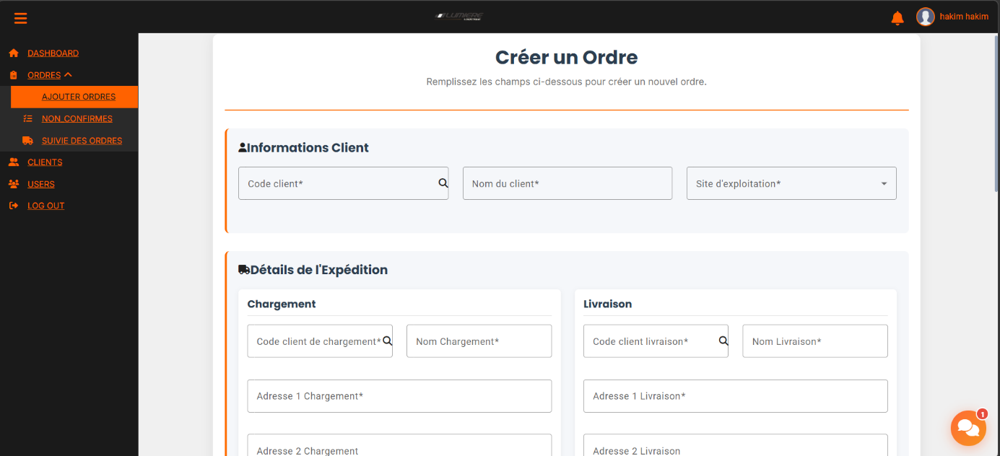 LUMIERE
LOGISTIQUE
hakim hakim
DASHBOARD
ORDRES
AJOUTER ORDRES
NON_CONFIRMES
SUIVIE DES ORDRES
CLIENTS
USERS
LOG OUT
Créer un Ordre
Remplissez les champs ci-dessous pour créer un nouvel ordre.
Informations Client
Code client* Nom du client* Site d'exploitation*
Détails de l'Expédition
Chargement
Code client de chargement* Nom Chargement*
Adresse 1 Chargement*
Adresse 2 Chargement
Livraison
Code client livraison* Nom Livraison*
Adresse 1 Livraison*
Adresse 2 Livraison
1